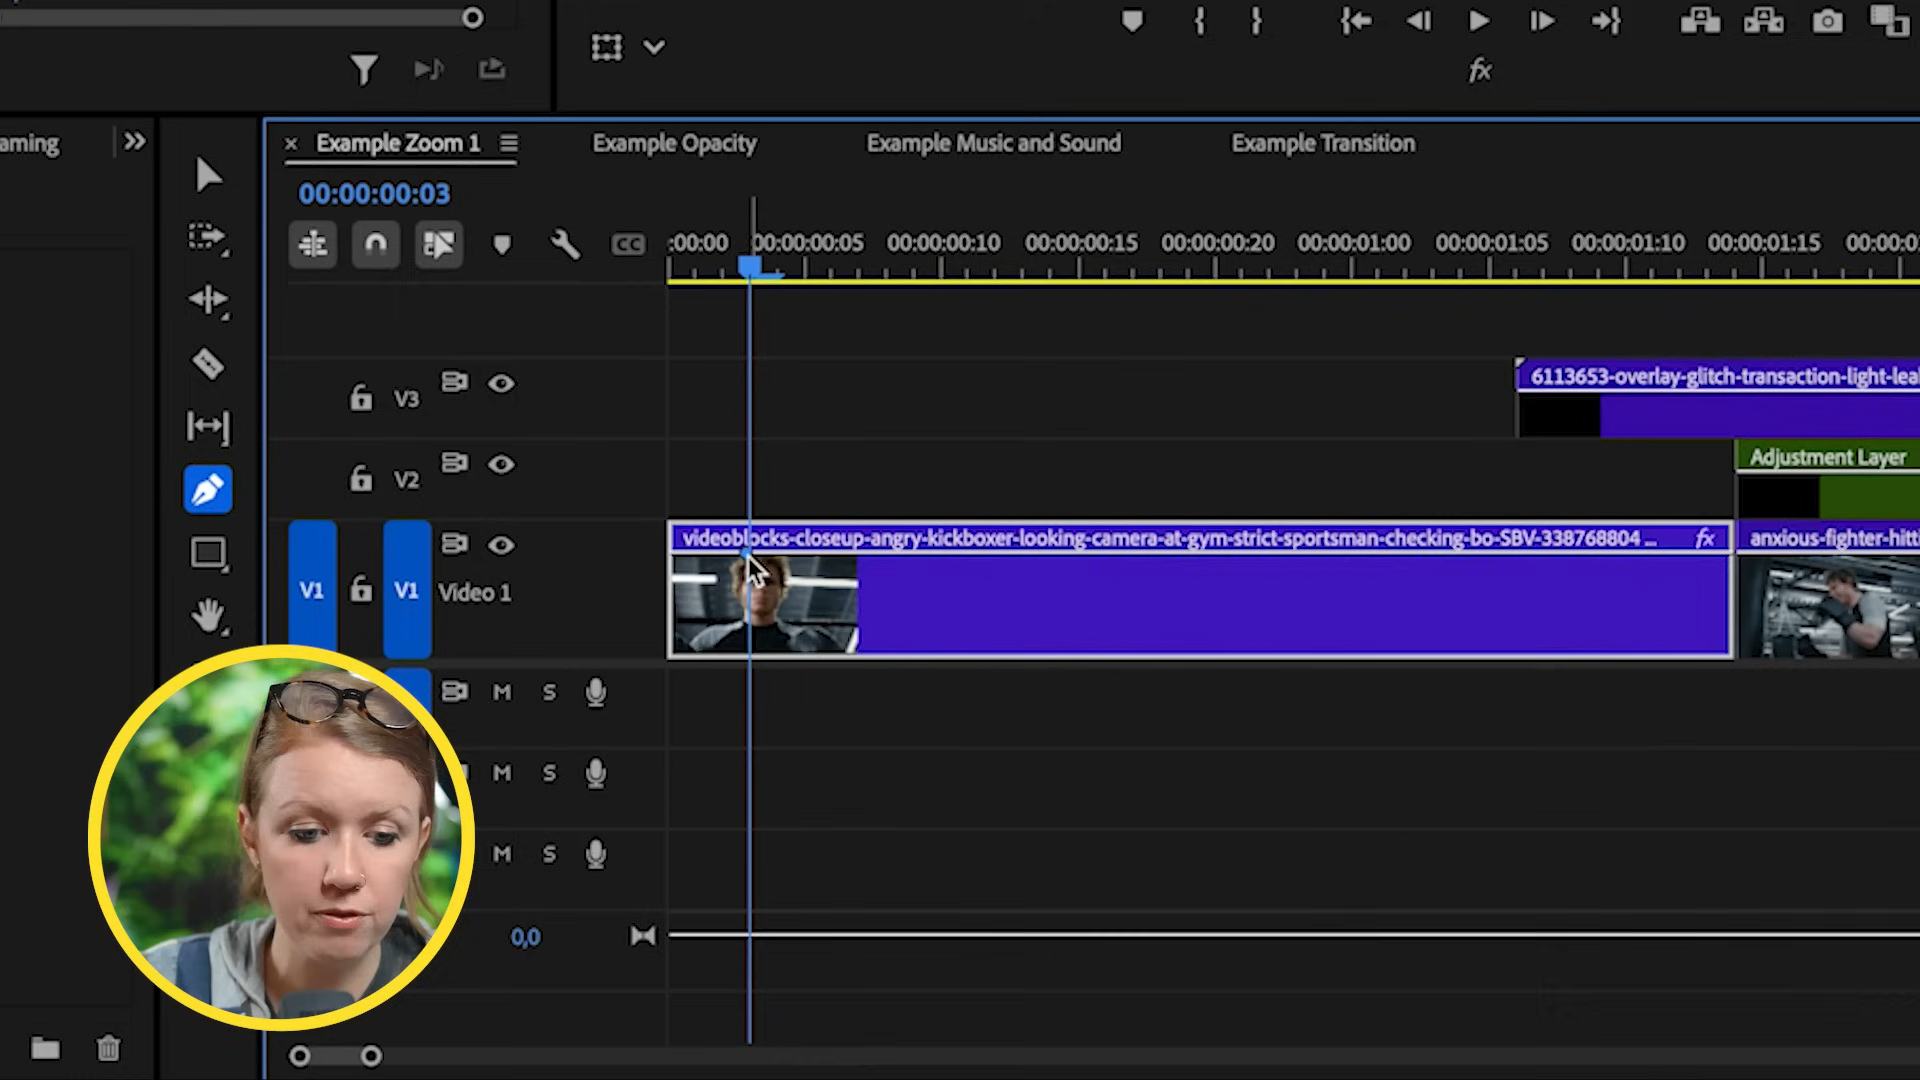 fx
aming
Example Zoom 1
Example Opacity
Example Music and Sound
Example Transition
00:00:00:03
CC
:00:00
00:00:00:05
00:00:00:10
00:00:00:15
00:00:00:20
00:00:01:00
00:00:01:05
00:00:01:10
00:00:01:15
00:00:0
V3
6113653-overlay-glitch-transaction-light-lea
V2
Adjustment Layer
V1
V1
Video 1
videoblocks-closeup-angry-kickboxer-looking-camera-at-gym-strict-sportsman-checking-bo-SBV-338768804 ...
fx
anxious-fighter-hitti
M S
M S
M S
0,0